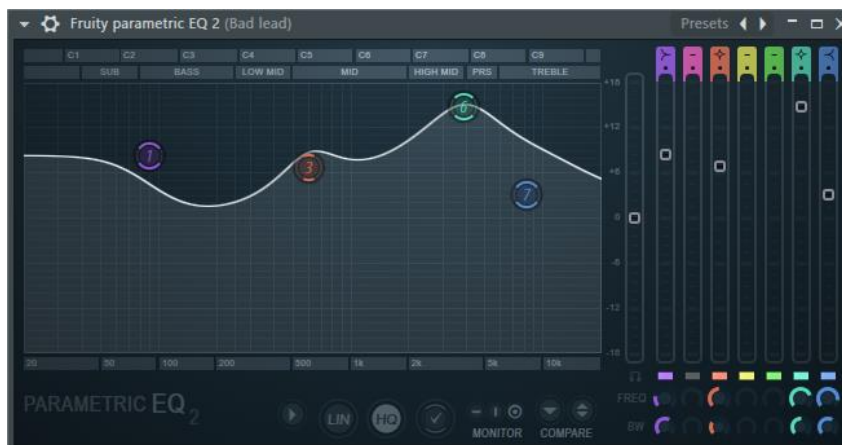 Fruity parametric EQ 2 (Bad lead) Presets
C1 C2 C3 C4 C5 C6 C7 C8 C9
SUB BASS LOW MID MID HIGH MID PRS TREBLE
+18
+12
+6
0
-6
-12
-18
1 3 6 7
20 50 100 200 500 1k 2k 5k 10k
FREQ
BW
PARAMETRIC EQ 2
LIN HQ
MONITOR COMPARE